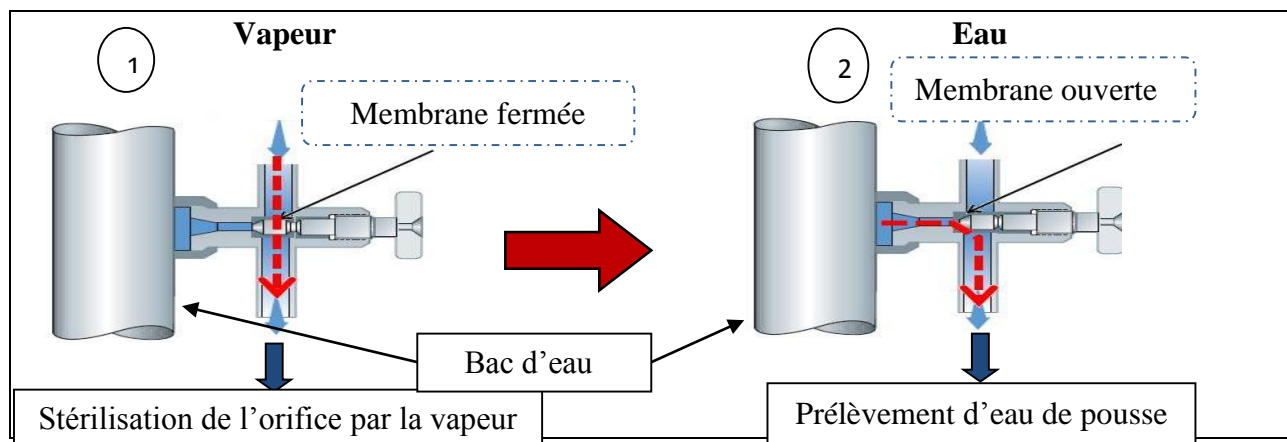 Vapeur
Eau
1
2
Membrane fermée
Membrane ouverte
Bac d’eau
Stérilisation de l’orifice par la vapeur
Prélèvement d’eau de pousse